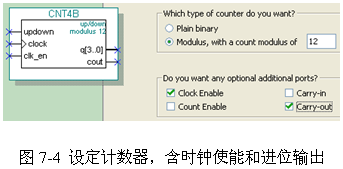 CNT4B
up/down
modulus 12
updown
clock
clk_en
q[3..0]
cout
Which type of counter do you want?
Plain binary
Modulus, with a count modulus of
12
Do you want any optional additional ports?
Clock Enable
Carry-in
Count Enable
Carry-out
图 7-4 设定计数器，含时钟使能和进位输出